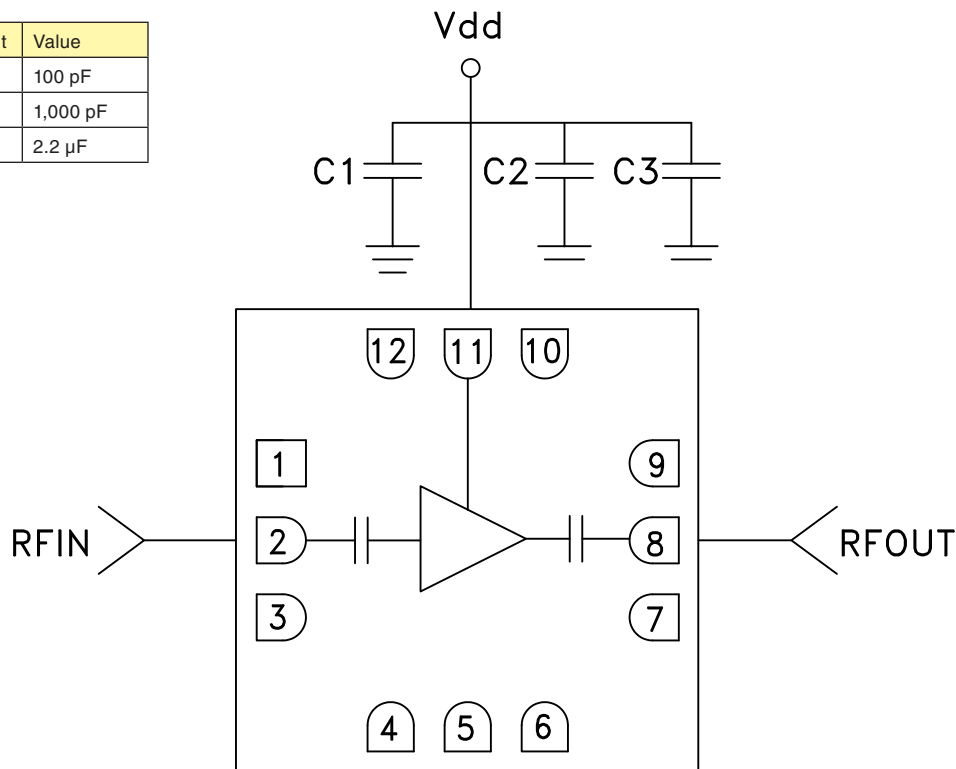 t Value
100 pF
1,000 pF
2.2 µF
Vdd
C1 C2 C3
12 11 10
1 9
RFIN 2 8 RFOUT
3 7
4 5 6